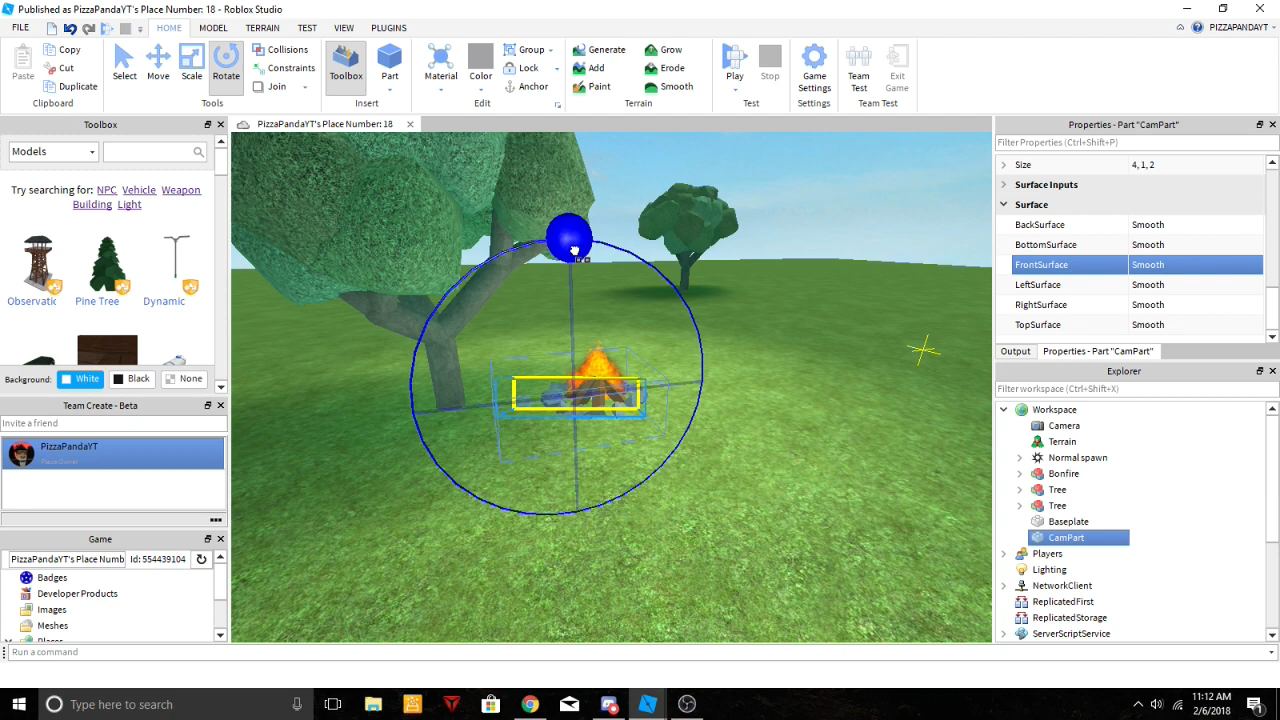 Published as PizzaPandaYT's Place Number: 18 - Roblox Studio
FILE HOME MODEL TERRAIN TEST VIEW PLUGINS PIZZAPANDAYT
Paste
Copy
Cut
Duplicate
Clipboard
Select Move Scale Rotate
Collisions
Constraints
Join
Tools
Toolbox Part
Insert
Material Color
Group
Lock
Anchor
Edit
Generate Grow
Add Erode
Paint Smooth
Terrain
Play Stop
Test
Game Settings
Settings
Team Test
Exit Game
Team Test
Toolbox
PizzaPandaYT's Place Number: 18
Models
Try searching for: NPC Vehicle Weapon
Building Light
Observatic Pine Tree Dynamic
Background: White Black None
Team Create - Beta
Invite a friend
PizzaPandaYT
Place Owner
Game
PizzaPandaYT's Place Numb Id: 554439104
Badges
Developer Products
Images
Meshes
Places
Run a command
Properties - Part "CamPart"
Filter Properties (Ctrl+Shift+P)
Size 4, 1, 2
Surface Inputs
Surface
BackSurface Smooth
BottomSurface Smooth
FrontSurface Smooth
LeftSurface Smooth
RightSurface Smooth
TopSurface Smooth
Output Properties - Part "CamPart"
Explorer
Filter workspace (Ctrl+Shift+X)
Workspace
Camera
Terrain
Normal spawn
Bonfire
Tree
Tree
Baseplate
CamPart
Players
Lighting
NetworkClient
ReplicatedFirst
ReplicatedStorage
ServerScriptService
Type here to search
11:12 AM
2/6/2018